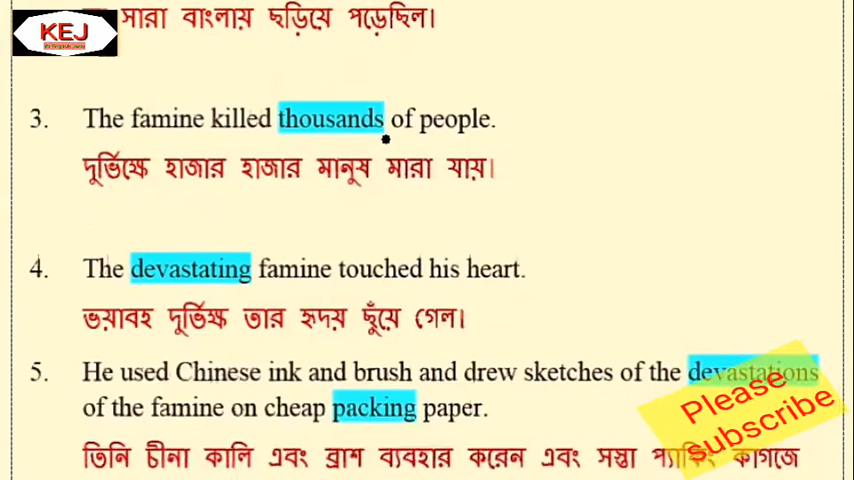 KEJ
সারা বাংলায় ছড়িয়ে পড়েছিল।
3. The famine killed thousands of people.
দুর্ভিক্ষে হাজার হাজার মানুষ মারা যায়।
4. The devastating famine touched his heart.
ভয়াবহ দুর্ভিক্ষ তার হৃদয় ছুঁয়ে গেল।
5. He used Chinese ink and brush and drew sketches of the devastations
of the famine on cheap packing paper.
তিনি চীনা কালি এবং ব্রাশ ব্যবহার করেন এবং সস্তা প্যাকিং কাগজে
Please
subscribe